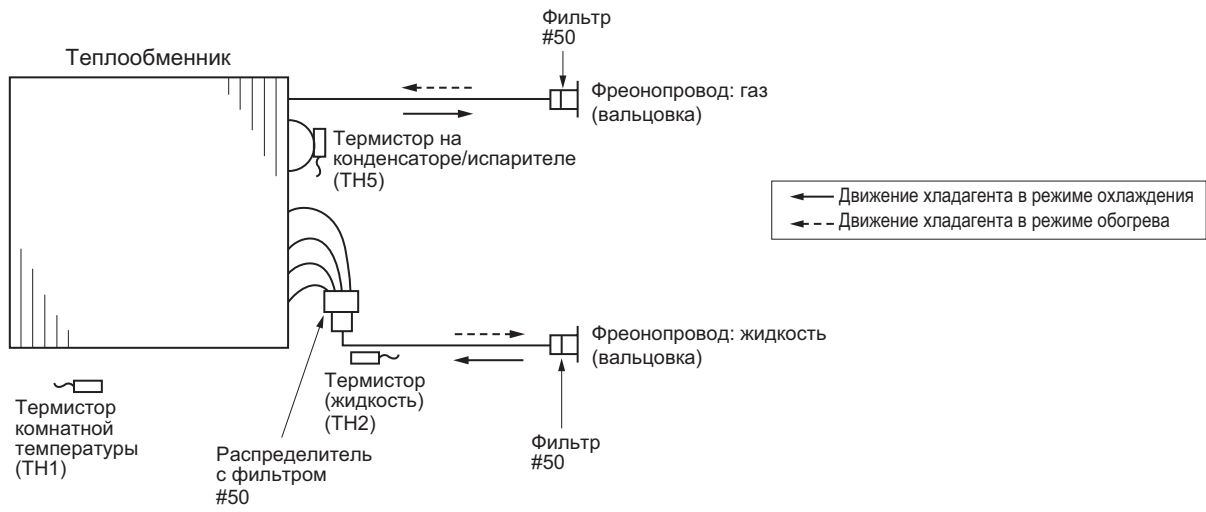 Фильтр
#50
Теплообменник
Фреонопровод: газ
(вальцовка)
Термистор на
конденсаторе/испарителе
(TH5)
Движение хладагента в режиме охлаждения
Движение хладагента в режиме обогрева
Фреонопровод: жидкость
(вальцовка)
Термистор
(жидкость)
(TH2)
Термистор
комнатной
температуры
(TH1)
Распределитель
с фильтром
#50
Фильтр
#50